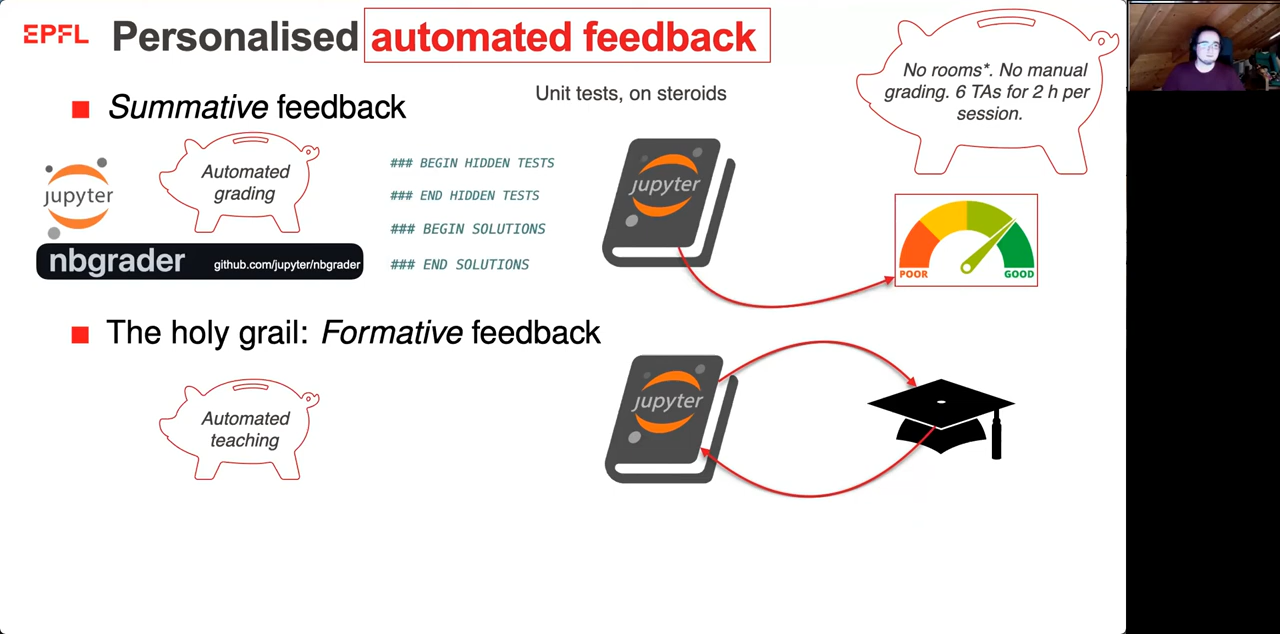 EPFL
Personalised automated feedback
No rooms*. No manual
grading. 6 TAs for 2 h per
session.
Summative feedback
Unit tests, on steroids
Automated
grading
jupyter
nbgrader
github.com/jupyter/nbgrader
### BEGIN HIDDEN TESTS
### END HIDDEN TESTS
### BEGIN SOLUTIONS
### END SOLUTIONS
jupyter
POOR
GOOD
The holy grail: Formative feedback
Automated
teaching
jupyter